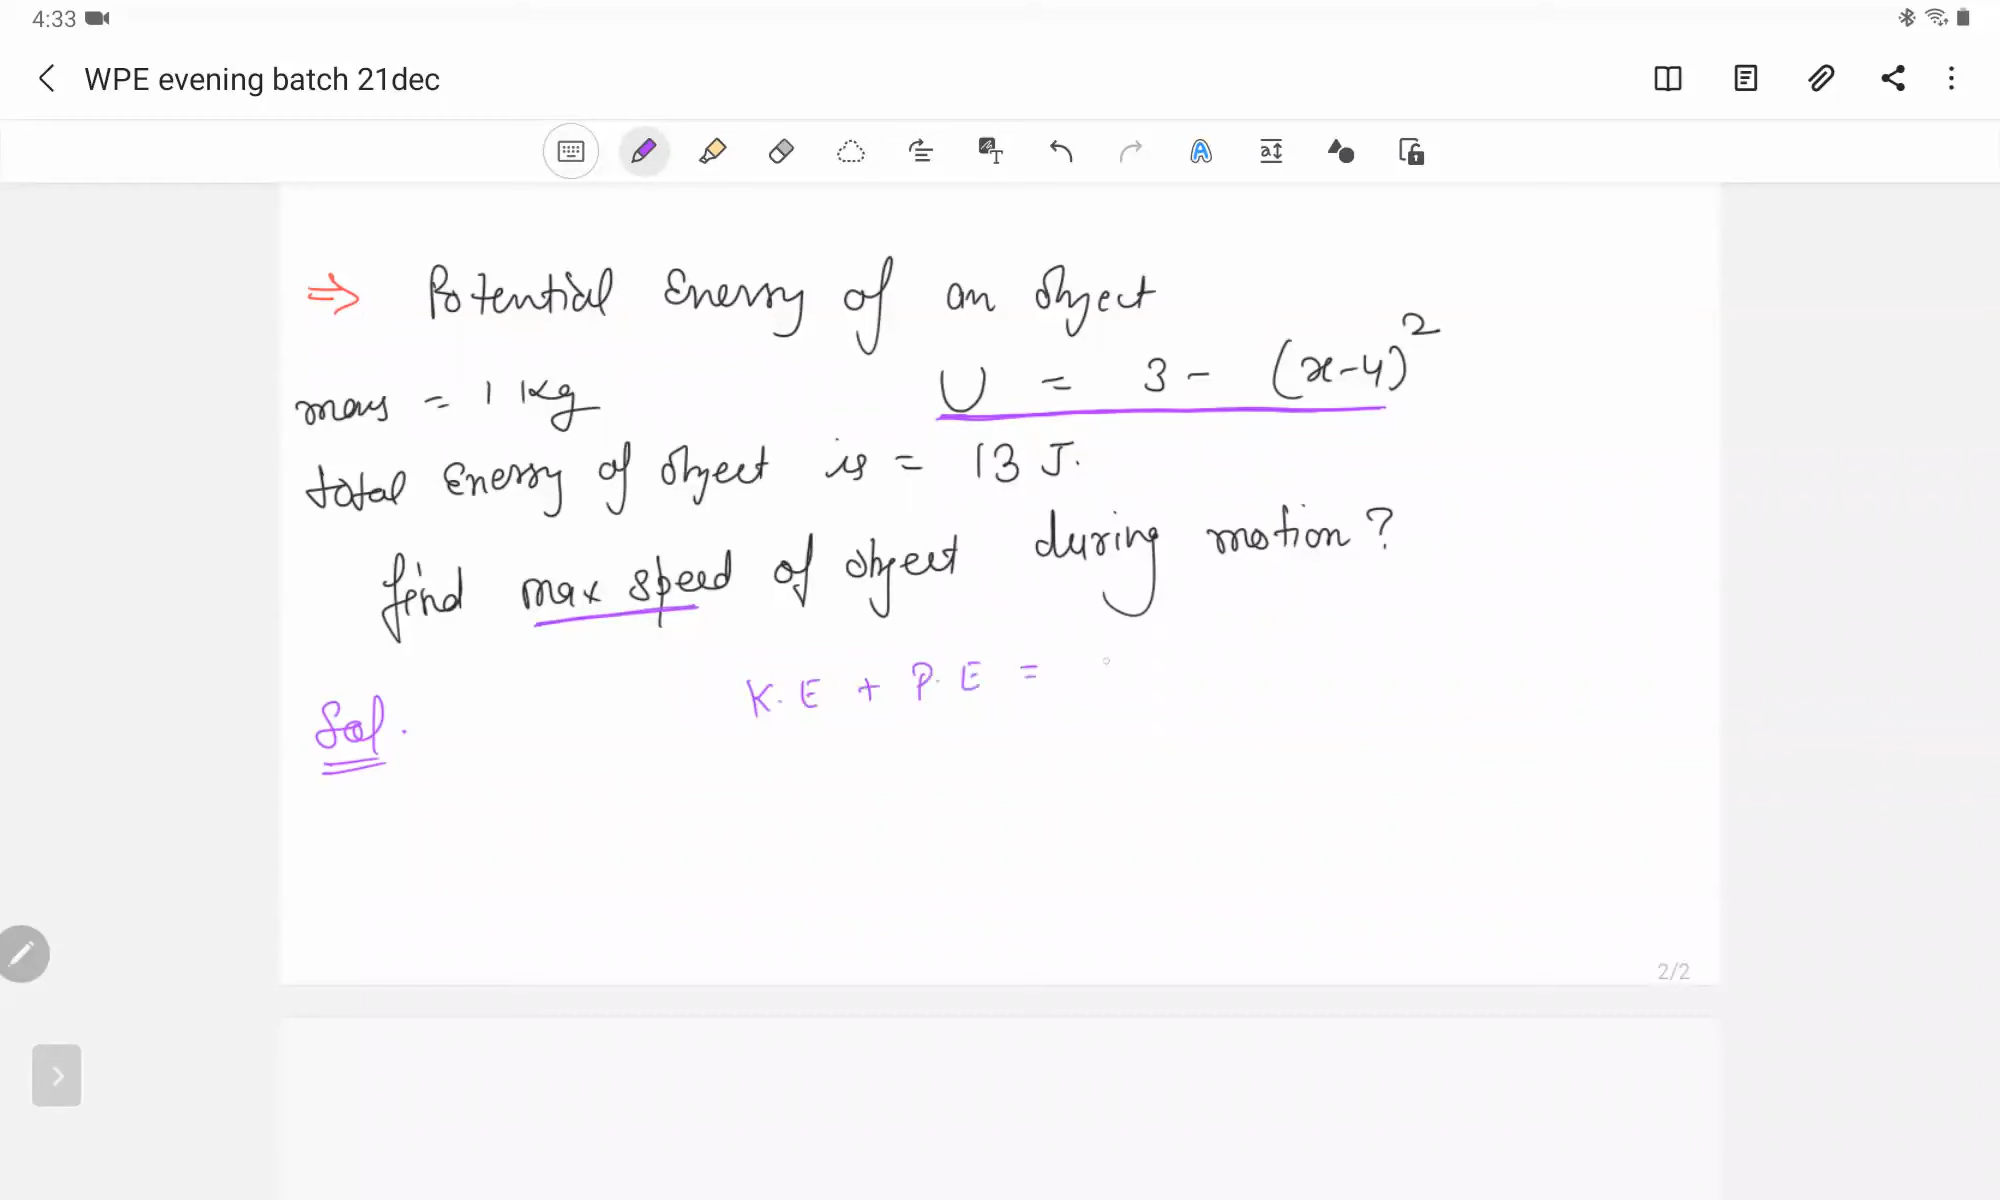 4:33
WPE evening batch 21dec
⇒ Potential Energy of an object
U = 3 - (x-4)²
mass = 1 Kg
total Energy of object is = 13 J.
find max speed of object during motion?
K.E + P.E =
Sol.
2/2